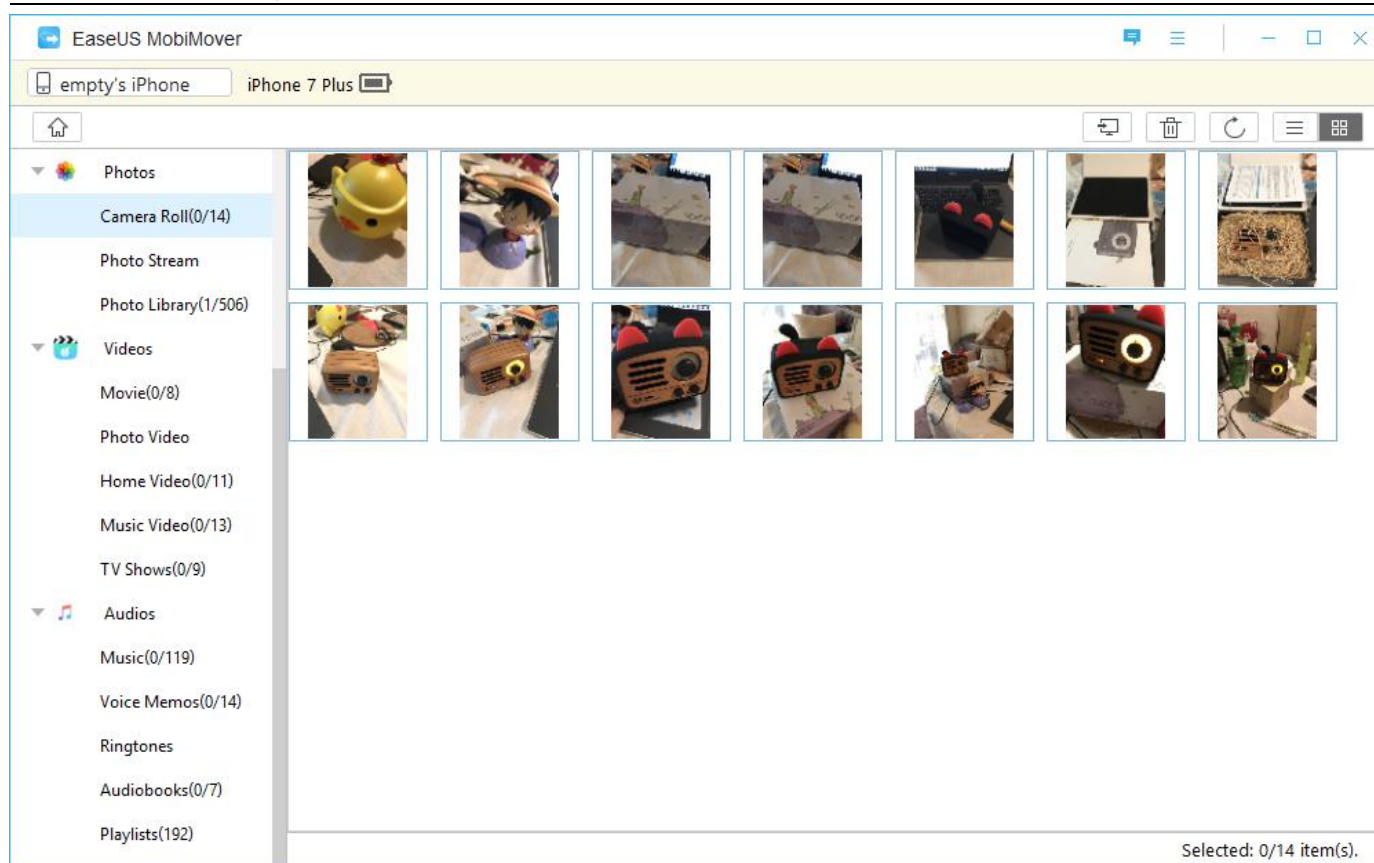 EaseUS MobiMover
empty's iPhone iPhone 7 Plus
Photos
Camera Roll(0/14)
Photo Stream
Photo Library(1/506)
Videos
Movie(0/8)
Photo Video
Home Video(0/11)
Music Video(0/13)
TV Shows(0/9)
Audios
Music(0/119)
Voice Memos(0/14)
Ringtones
Audiobooks(0/7)
Playlists(192)
Selected: 0/14 item(s).